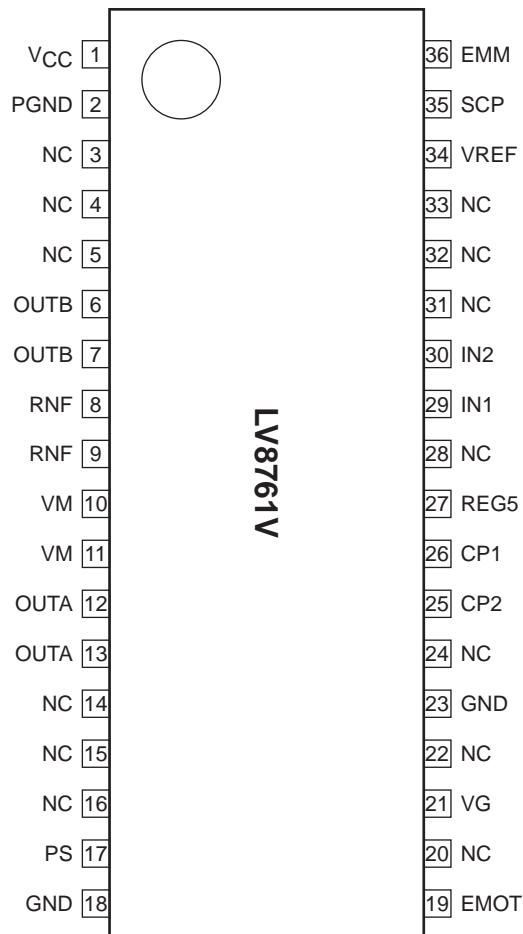 VCC 1 36 EMM
PGND 2 35 SCP
NC 3 34 VREF
NC 4 33 NC
NC 5 32 NC
OUTB 6 31 NC
OUTB 7 30 IN2
RNF 8 29 IN1
RNF 9 28 NC
VM 10 27 REG5
VM 11 26 CP1
OUTA 12 25 CP2
OUTA 13 24 NC
NC 14 23 GND
NC 15 22 NC
NC 16 21 VG
PS 17 20 NC
GND 18 19 EMOT
LV8761V